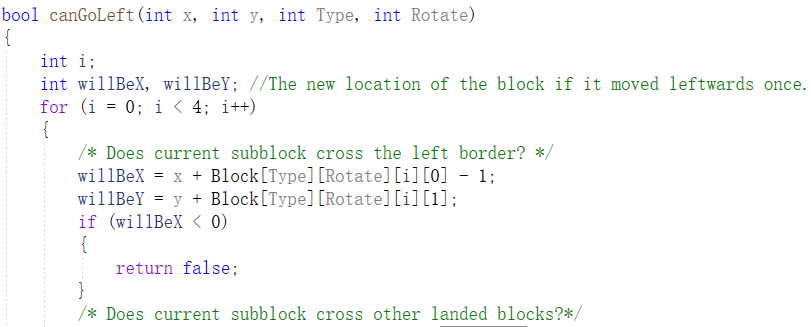 bool canGoLeft(int x, int y, int Type, int Rotate)
{
    int i;
    int willBeX, willBeY; //The new location of the block if it moved leftwards once.
    for (i = 0; i < 4; i++)
    {
        /* Does current subblock cross the left border? */
        willBeX = x + Block[Type][Rotate][i][0] - 1;
        willBeY = y + Block[Type][Rotate][i][1];
        if (willBeX < 0)
        {
            return false;
        }
        /* Does current subblock cross other landed blocks?*/